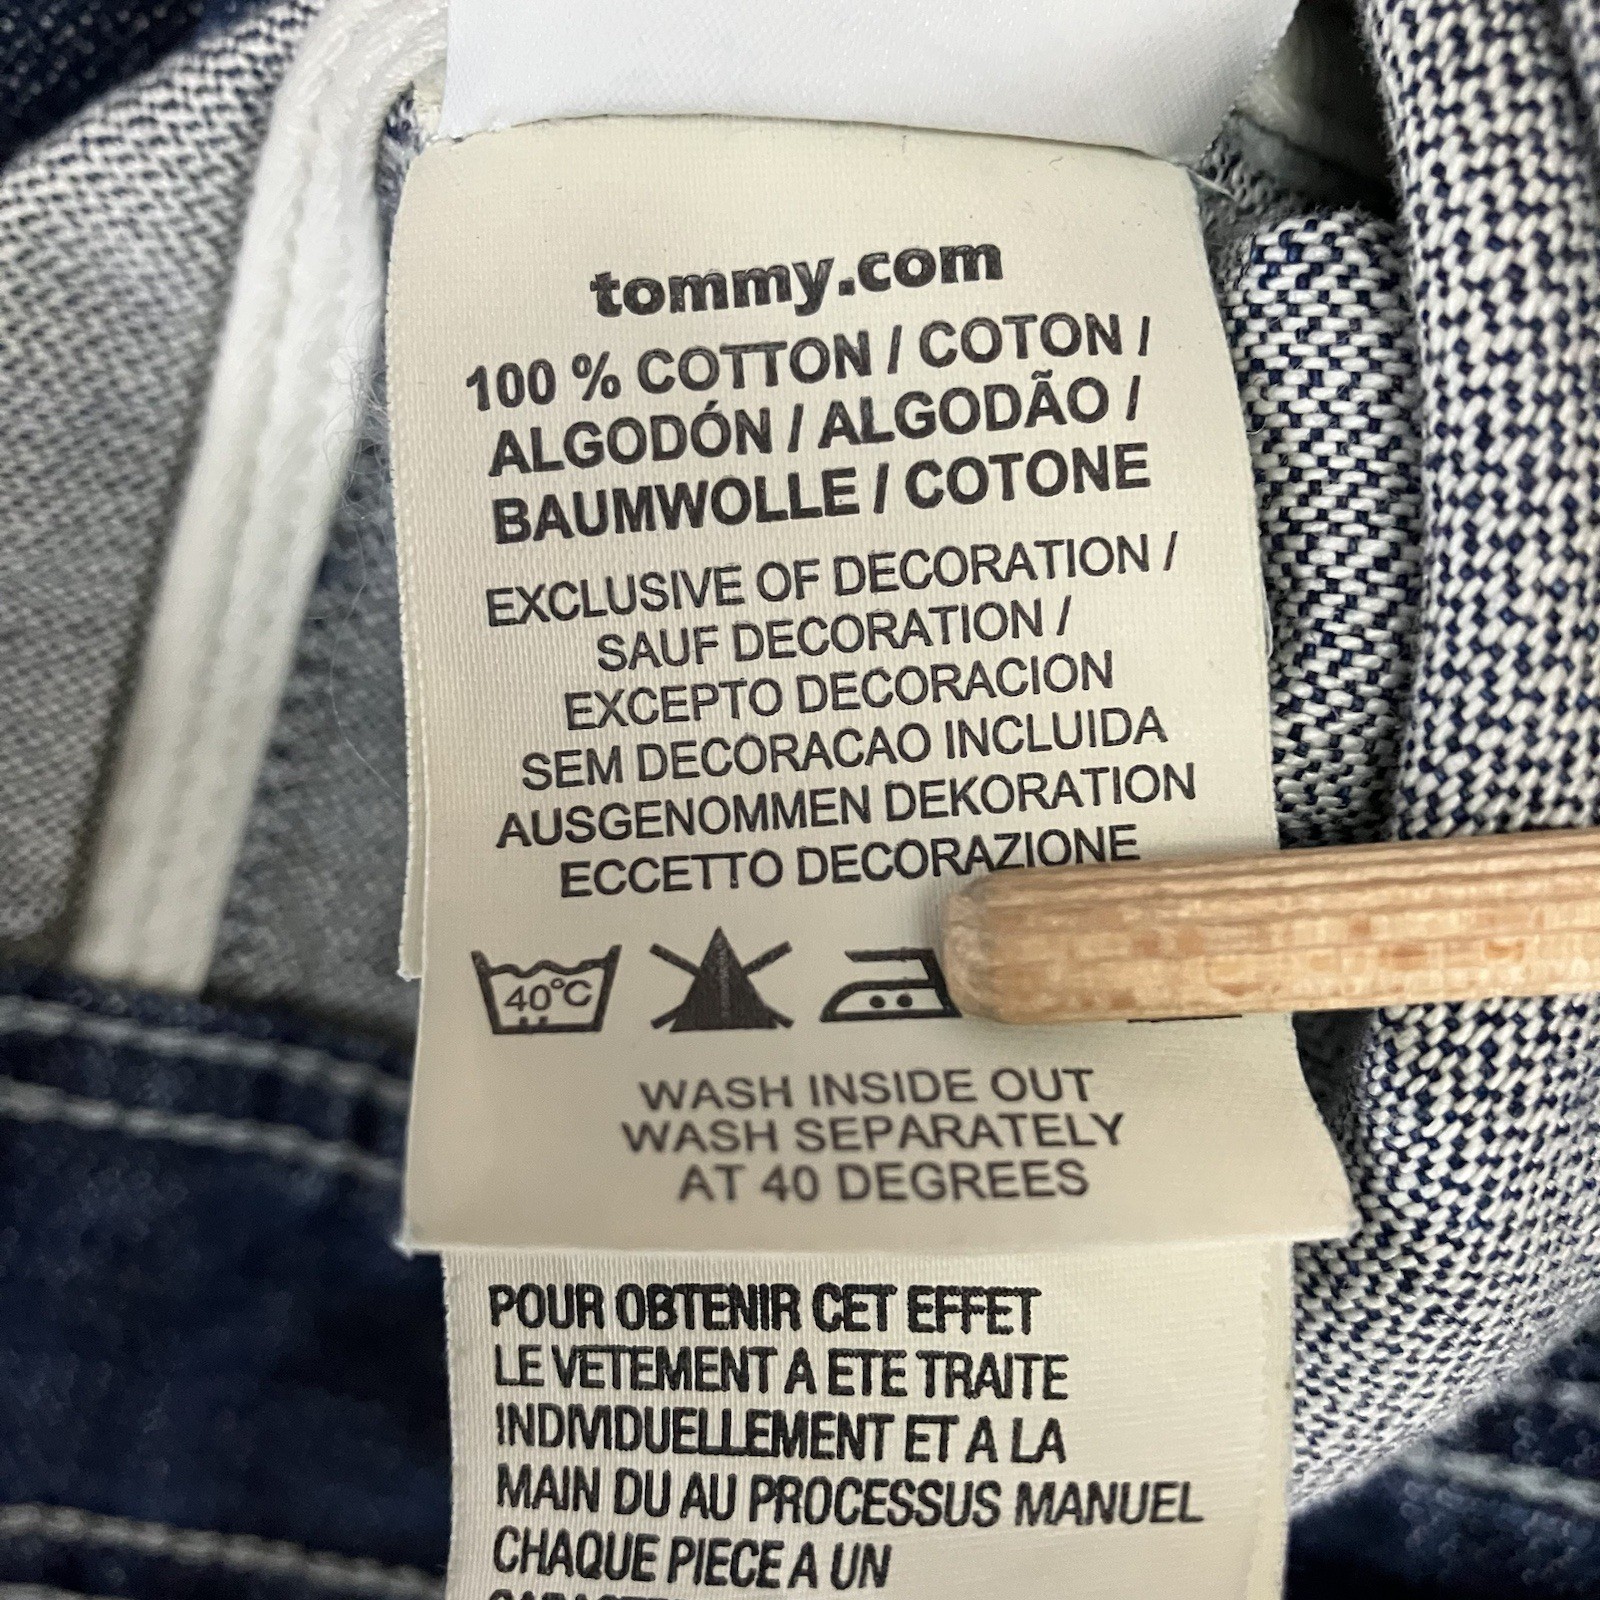 tommy.com
100 % COTTON / COTON /
ALGODÓN / ALGODÃO /
BAUMWOLLE / COTONE
EXCLUSIVE OF DECORATION /
SAUF DECORATION /
EXCEPTO DECORACION
SEM DECORACAO INCLUIDA
AUSGENOMMEN DEKORATION
ECCETTO DECORAZIONE
40°C
WASH INSIDE OUT
WASH SEPARATELY
AT 40 DEGREES
POUR OBTENIR CET EFFET
LE VETEMENT A ETE TRAITE
INDIVIDUELLEMENT ET A LA
MAIN DU AU PROCESSUS MANUEL
CHAQUE PIECE A UN